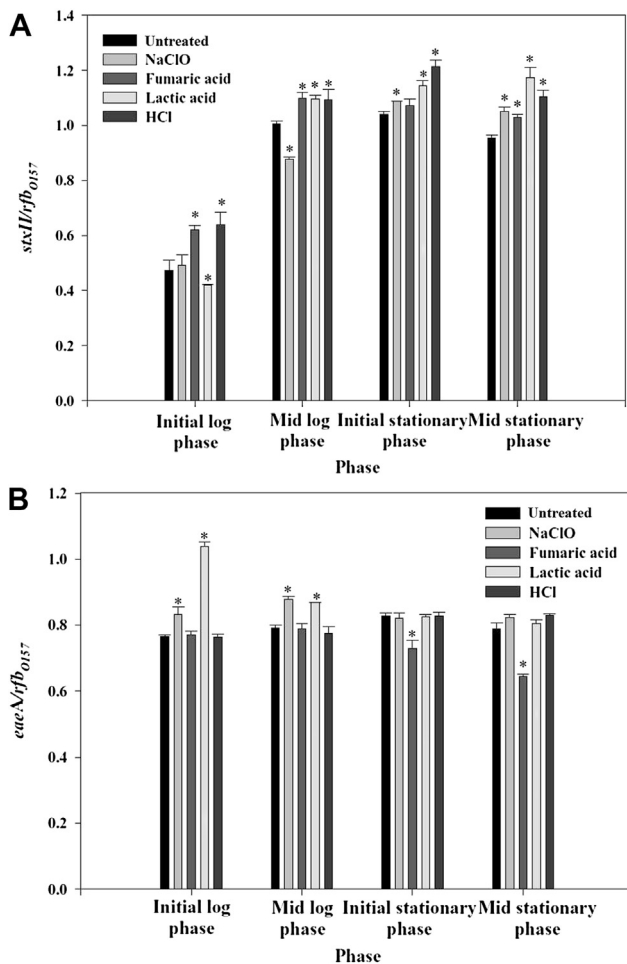 A
1.4
1.2
1.0
0.8
0.6
0.4
0.2
0.0
stxII/rfbO157
Untreated
NaClO
Fumaric acid
Lactic acid
HCl
* * *
* * * *
* * *
* * * *
Initial log phase
Mid log phase
Initial stationary phase
Mid stationary phase
Phase
B
1.2
1.0
0.8
0.6
0.4
0.2
0.0
eaeA/rfbO157
Untreated
NaClO
Fumaric acid
Lactic acid
HCl
* *
* *
*
*
Initial log phase
Mid log phase
Initial stationary phase
Mid stationary phase
Phase